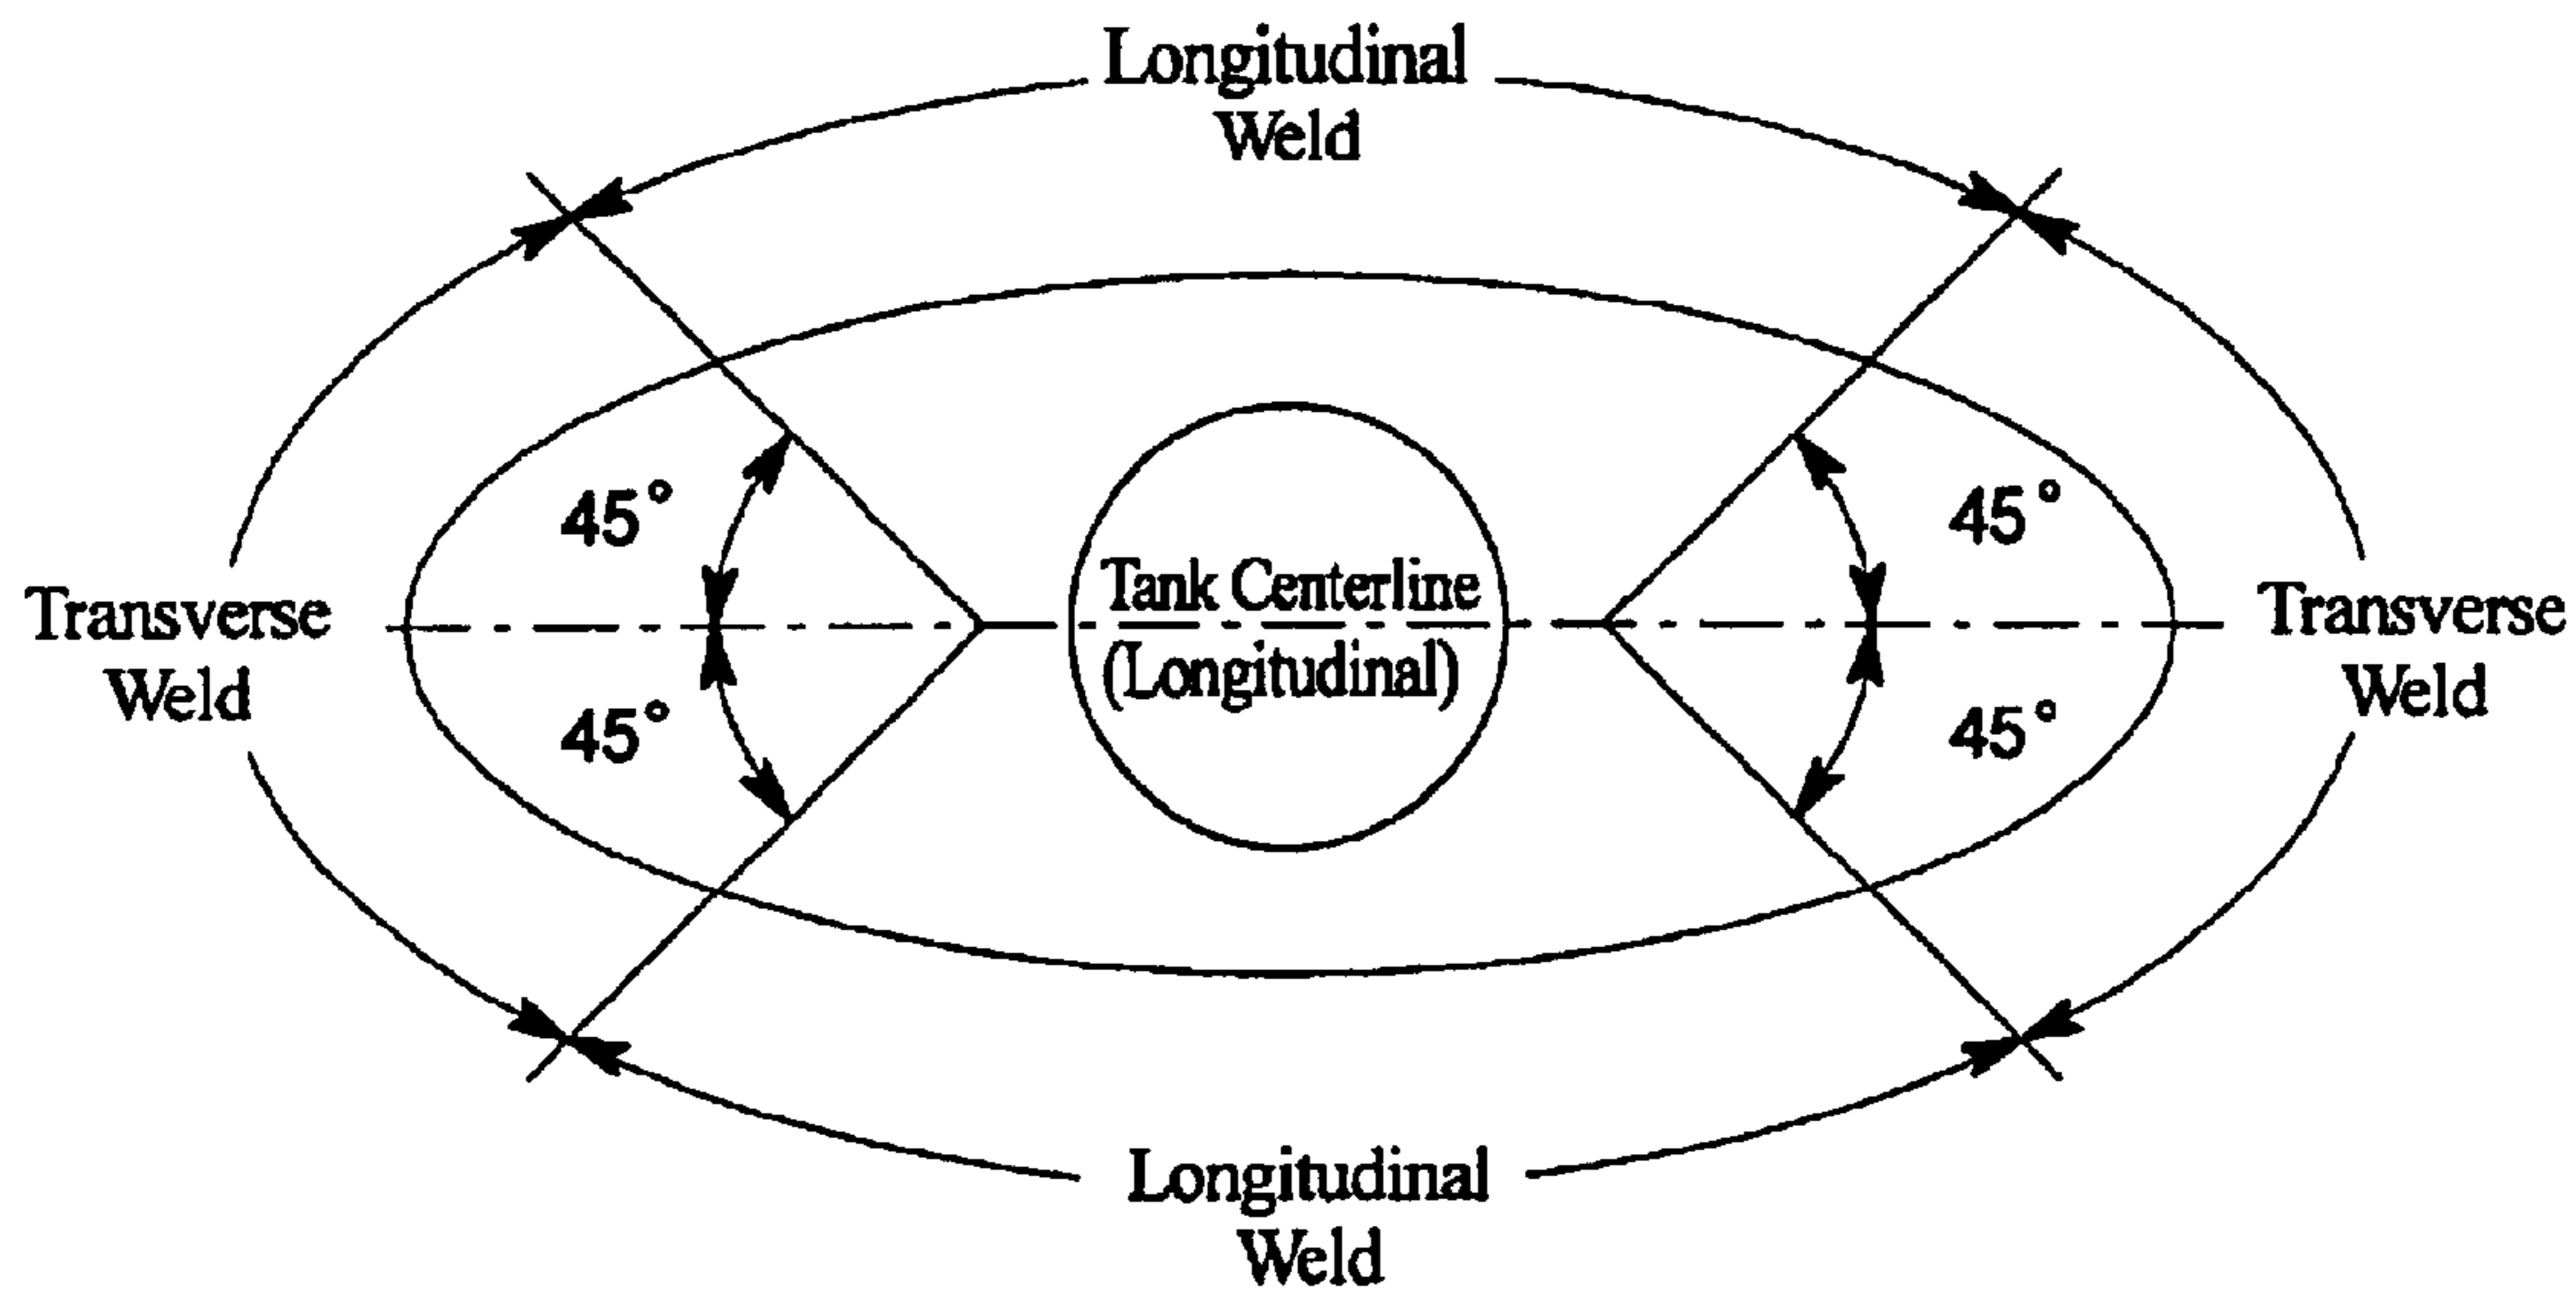 Longitudinal
Weld
45°
45°
Tank Centerline
(Longitudinal)
Transverse
Weld
Transverse
Weld
45°
45°
Longitudinal
Weld